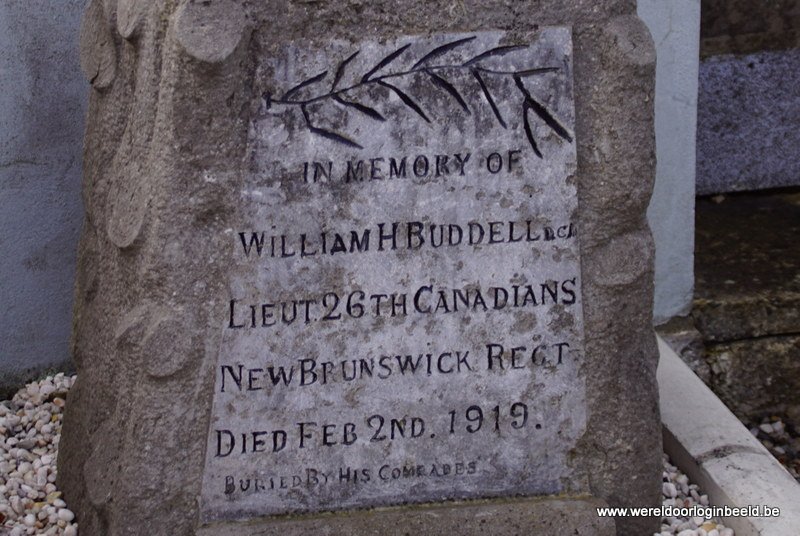 IN MEMORY OF
WILLIAM H BUDDELL
LIEUT. 26TH CANADIANS
NEW BRUNSWICK REGT
DIED FEB 2ND. 1919.
BURIED BY HIS COMRADES
www.wereldoorloginbeeld.be